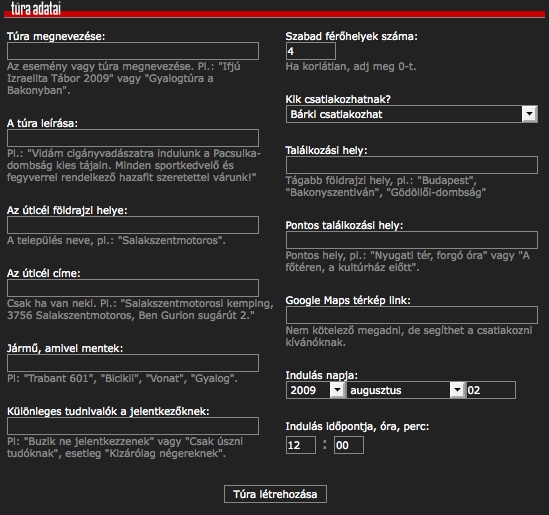 túra adatai
Túra megnevezése:
Az esemény vagy túra megnevezése. Pl.: "Ifjú
Izraelita Tábor 2009" vagy "Gyalogtúra a
Bakonyban".
A túra leírása:
Pl.: "Vidám cigányvadászatra indulunk a Pacsulka-
dombság kies tájain. Minden sportkedvelő és
fegyverrel rendelkező hazafit szeretettel várunk!"
Az úticél földrajzi helye:
A település neve, pl.: "Salakszentmotoros".
Az úticél címe:
Csak ha van neki. Pl.: "Salakszentmotorosi kemping,
3756 Salakszentmotoros, Ben Gurion sugárút 2."
Jármű, amivel mentek:
Pl: "Trabant 601", "Bicikli", "Vonat", "Gyalog".
Különleges tudnivalók a jelentkezőknek:
Pl: "Buzik ne jelentkezzenek" vagy "Csak úszni
tudóknak", esetleg "Kizárólag négereknek".
Szabad férőhelyek száma:
4
Ha korlátlan, adj meg 0-t.
Kik csatlakozhatnak?
Bárki csatlakozhat
Találkozási hely:
Tágabb földrajzi hely, pl.: "Budapest",
"Bakonyszentiván", "Gödöllői-dombság"
Pontos találkozási hely:
Pontos hely, pl.: "Nyugati tér, forgó óra" vagy "A
főtéren, a kultúrház előtt".
Google Maps térkép link:
Nem kötelező megadni, de segíthet a csatlakozni
kívánóknak.
Indulás napja:
2009 augusztus 02
Indulás időpontja, óra, perc:
12 : 00
Túra létrehozása